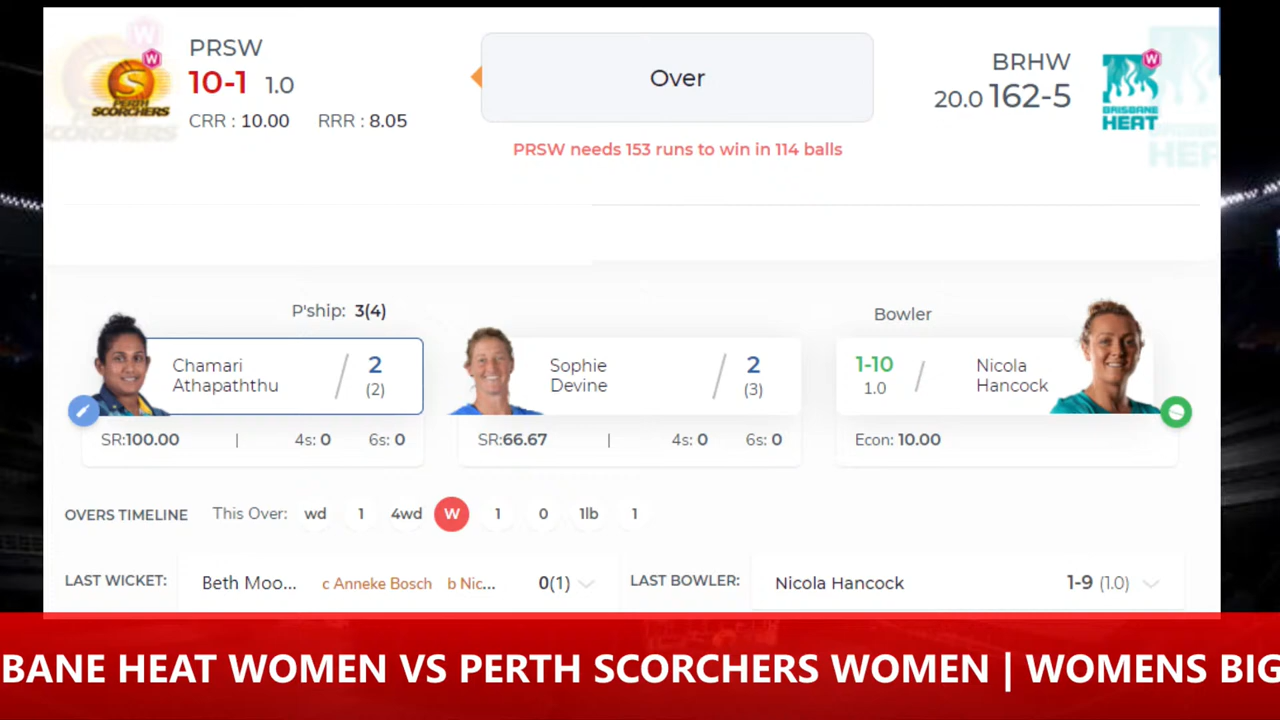 PRSW
10-1 1.0
CRR : 10.00 RRR : 8.05
W
PERTH
SCORCHERS
Over
PRSW needs 153 runs to win in 114 balls
BRHW
20.0 162-5
W
BRISBANE
HEAT
P'ship: 3(4)
Bowler
Chamari
Athapaththu
2
(2)
SR:100.00 | 4s: 0 6s: 0
Sophie
Devine
2
(3)
SR:66.67 | 4s: 0 6s: 0
1-10
1.0
Nicola
Hancock
Econ: 10.00
OVERS TIMELINE This Over: wd 1 4wd W 1 0 1lb 1
LAST WICKET: Beth Moo... c Anneke Bosch b Nic... 0(1)
LAST BOWLER: Nicola Hancock 1-9 (1.0)
BANE HEAT WOMEN VS PERTH SCORCHERS WOMEN | WOMENS BIG